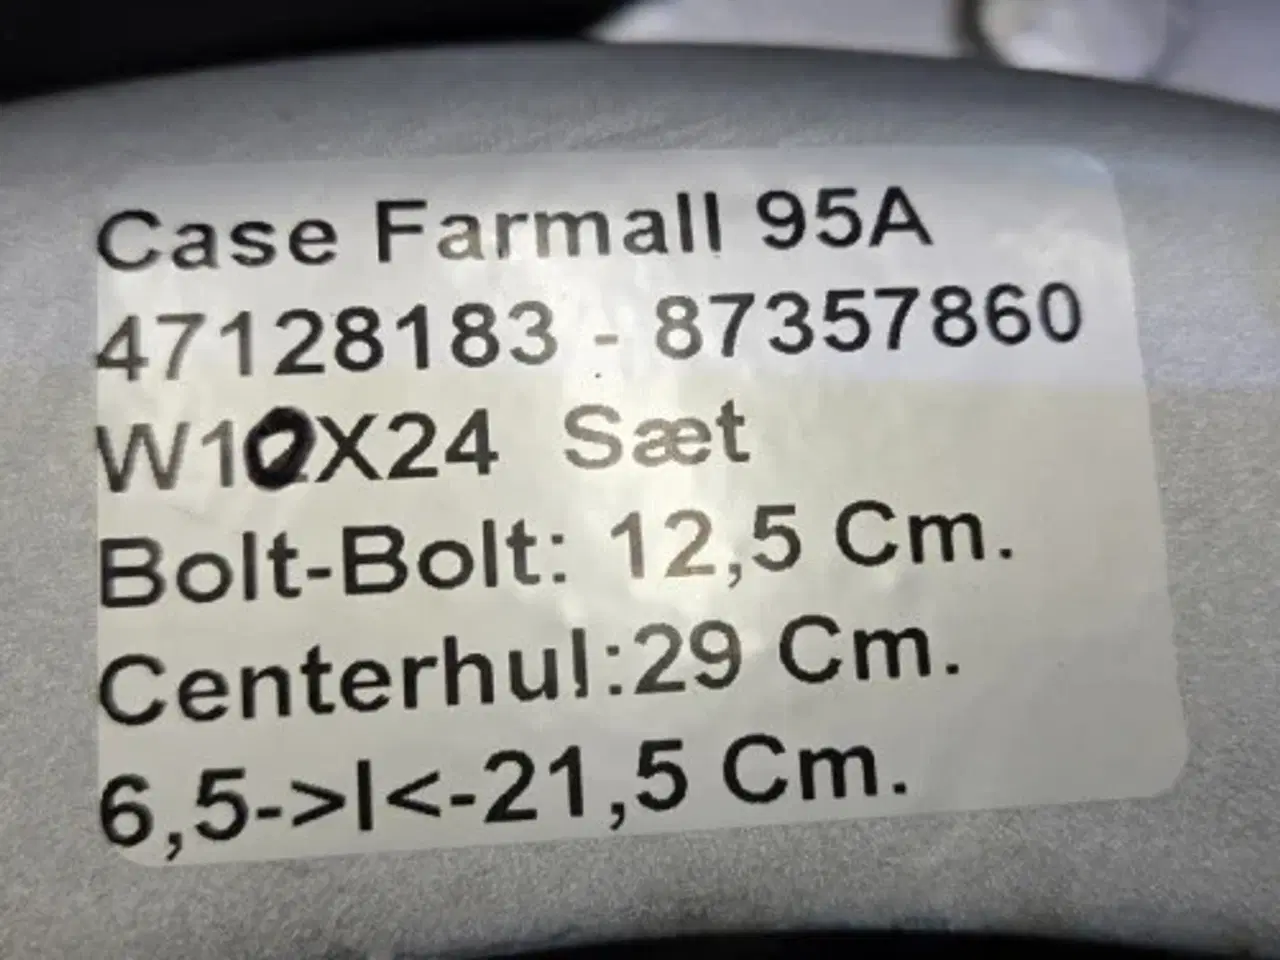 Case Farmall 95A
47128183 - 87357860
W10X24 Sæt
Bolt-Bolt: 12,5 Cm.
Centerhul:29 Cm.
6,5->|<-21,5 Cm.